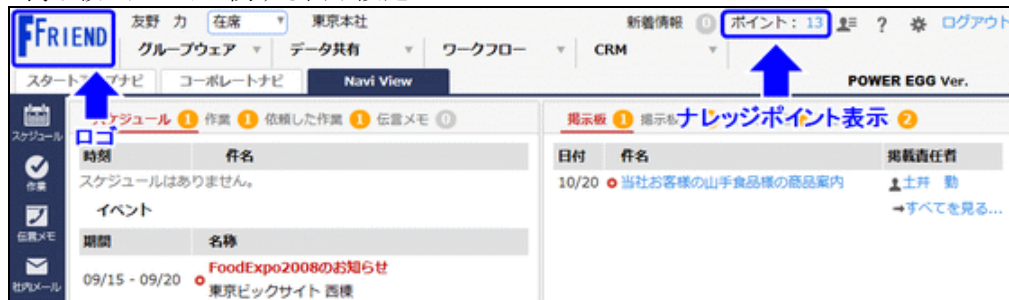 FFRIEND 友野 力 在席 東京本社 新着情報 0 ポイント： 13 ? ログアウト
グループウェア データ共有 ワークフロー CRM
スタート プナビ コーポレートナビ Navi View POWER EGG Ver.
スケジュール
作業
伝言メモ
社内メール
ロゴ
ケジュール 1 作業 1 依頼した作業 1 伝言メモ 0
時刻 件名
スケジュールはありません。
イベント
期間 名称
09/15 - 09/20 FoodExpo2008のお知らせ
東京ビックサイト 西棟
ナレッジポイント表示
掲示板 1 掲示 2
日付 件名 掲載責任者
10/20 当社お客様の山手食品様の商品案内 土井 勤
➡すべてを見る...